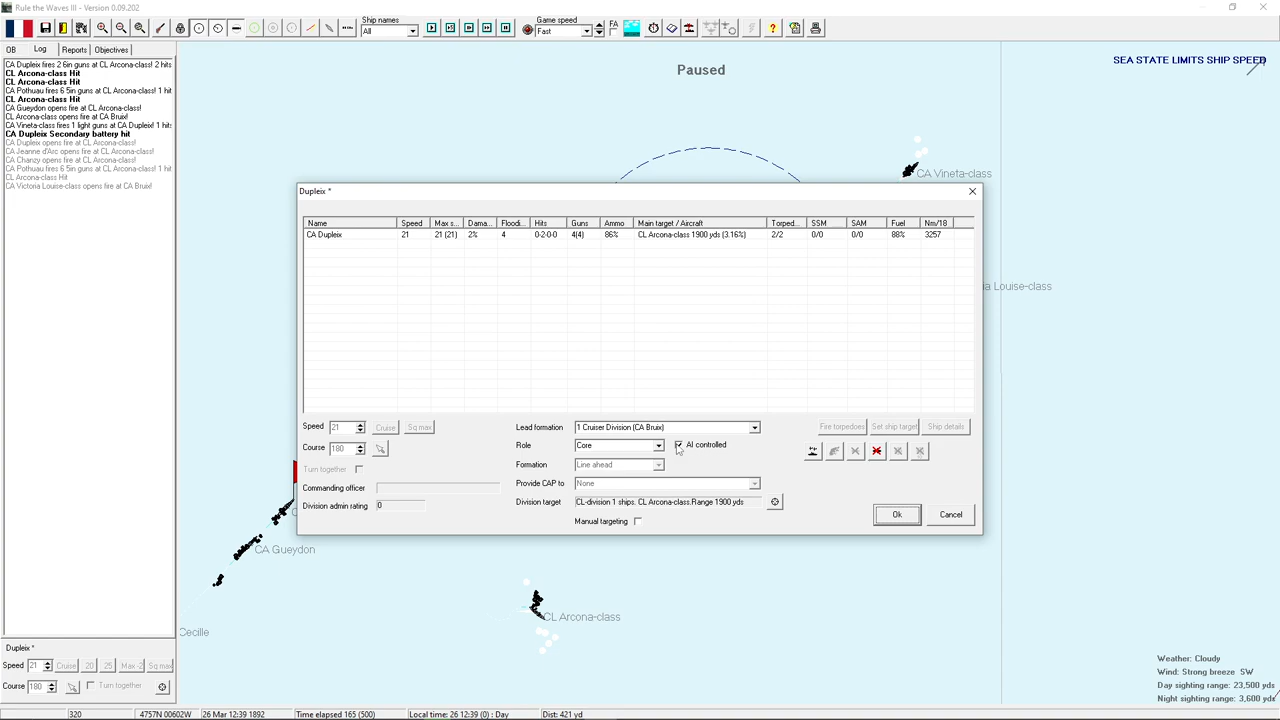 Rule the Waves III - Version 0.09.202
Ship names
All
Game speed
Fast
FA
OB Log Reports Objectives
CA Dupleix fires 2 6in guns at CL Arcona-class! 2 hits
CL Arcona-class Hit
CL Arcona-class Hit
CA Pothuau fires 6 5in guns at CL Arcona-class! 1 hit
CL Arcona-class Hit
CA Gueydon opens fire at CL Arcona-class!
CL Arcona-class opens fire at CA Bruix!
CA Vineta-class fires 1 light guns at CA Dupleix! 1 hits
CA Dupleix Secondary battery hit
CA Dupleix opens fire at CL Arcona-class!
CA Jeanne d'Arc opens fire at CL Arcona-class!
CA Chanzy opens fire at CL Arcona-class!
CA Pothuau fires 6 5in guns at CL Arcona-class! 1 hit
CL Arcona-class Hit
CA Victoria Louise-class opens fire at CA Bruix!
Paused
SEA STATE LIMITS SHIP SPEED
CA Vineta-class
Dupleix *
Name Speed Max s... Dama... Floodi... Hits Guns Ammo Main target / Aircraft Torped... SSM SAM Fuel Nm/18
CA Dupleix 21 21 (21) 2% 4 0-2-0-0 4(4) 86% CL Arcona-class 1900 yds (3.16%) 2/2 0/0 0/0 88% 3257
a Louise-class
Speed 21 Cruise Sq max
Course 180
Turn together
Commanding officer
Division admin rating 0
Lead formation 1 Cruiser Division (CA Bruix)
Role Core AI controlled
Formation Line ahead
Provide CAP to None
Division target CL-division 1 ships. CL Arcona-class.Range 1900 yds
Manual targeting
Fire torpedoes Set ship target Ship details
Ok Cancel
CA Gueydon
CL Arcona-class
Cecille
Dupleix *
Speed 21 Cruise 20 25 Max -2 Sq max
Course 180 Turn together
Weather: Cloudy
Wind: Strong breeze SW
Day sighting range: 23,500 yds
Night sighting range: 3,600 yds
320 4757N 00602W 26 Mar 12:39 1892 Time elapsed 165 (500) Local time: 26 12:39 (0) : Day Dist: 421 yd